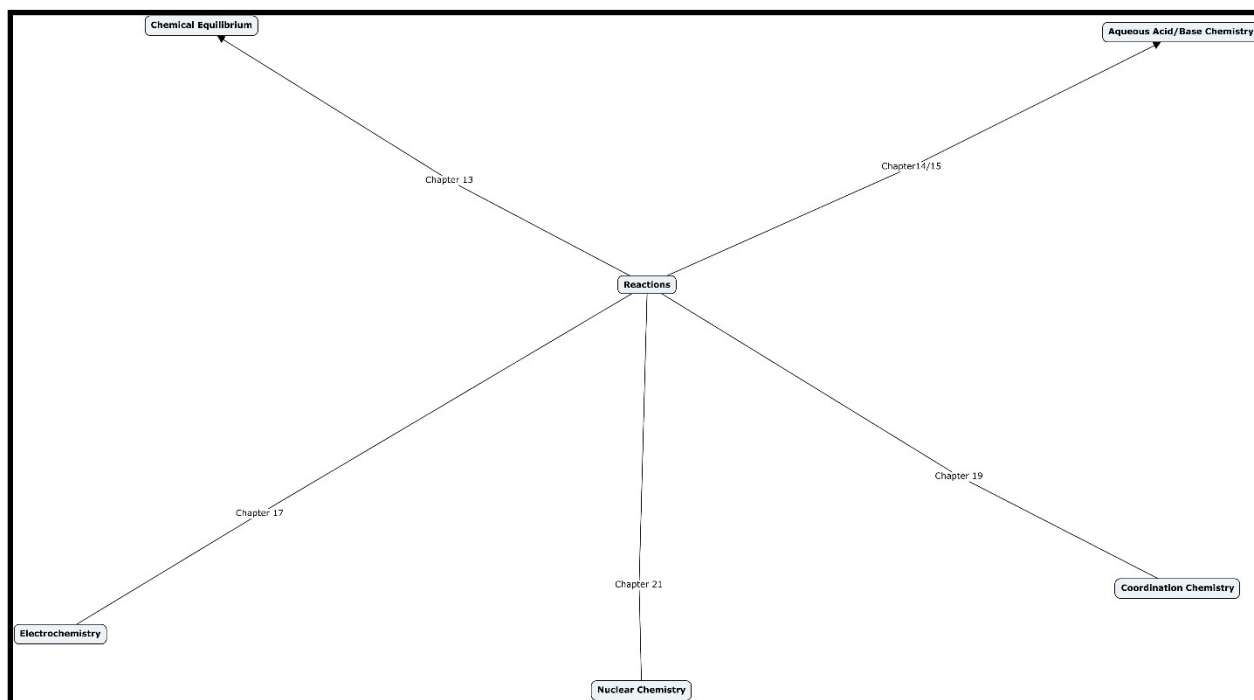 Chemical Equilibrium
Aqueous Acid/Base Chemistry
Chapter14/15
Chapter 13
Reactions
Chapter 19
Chapter 17
Chapter 21
Coordination Chemistry
Electrochemistry
Nuclear Chemistry